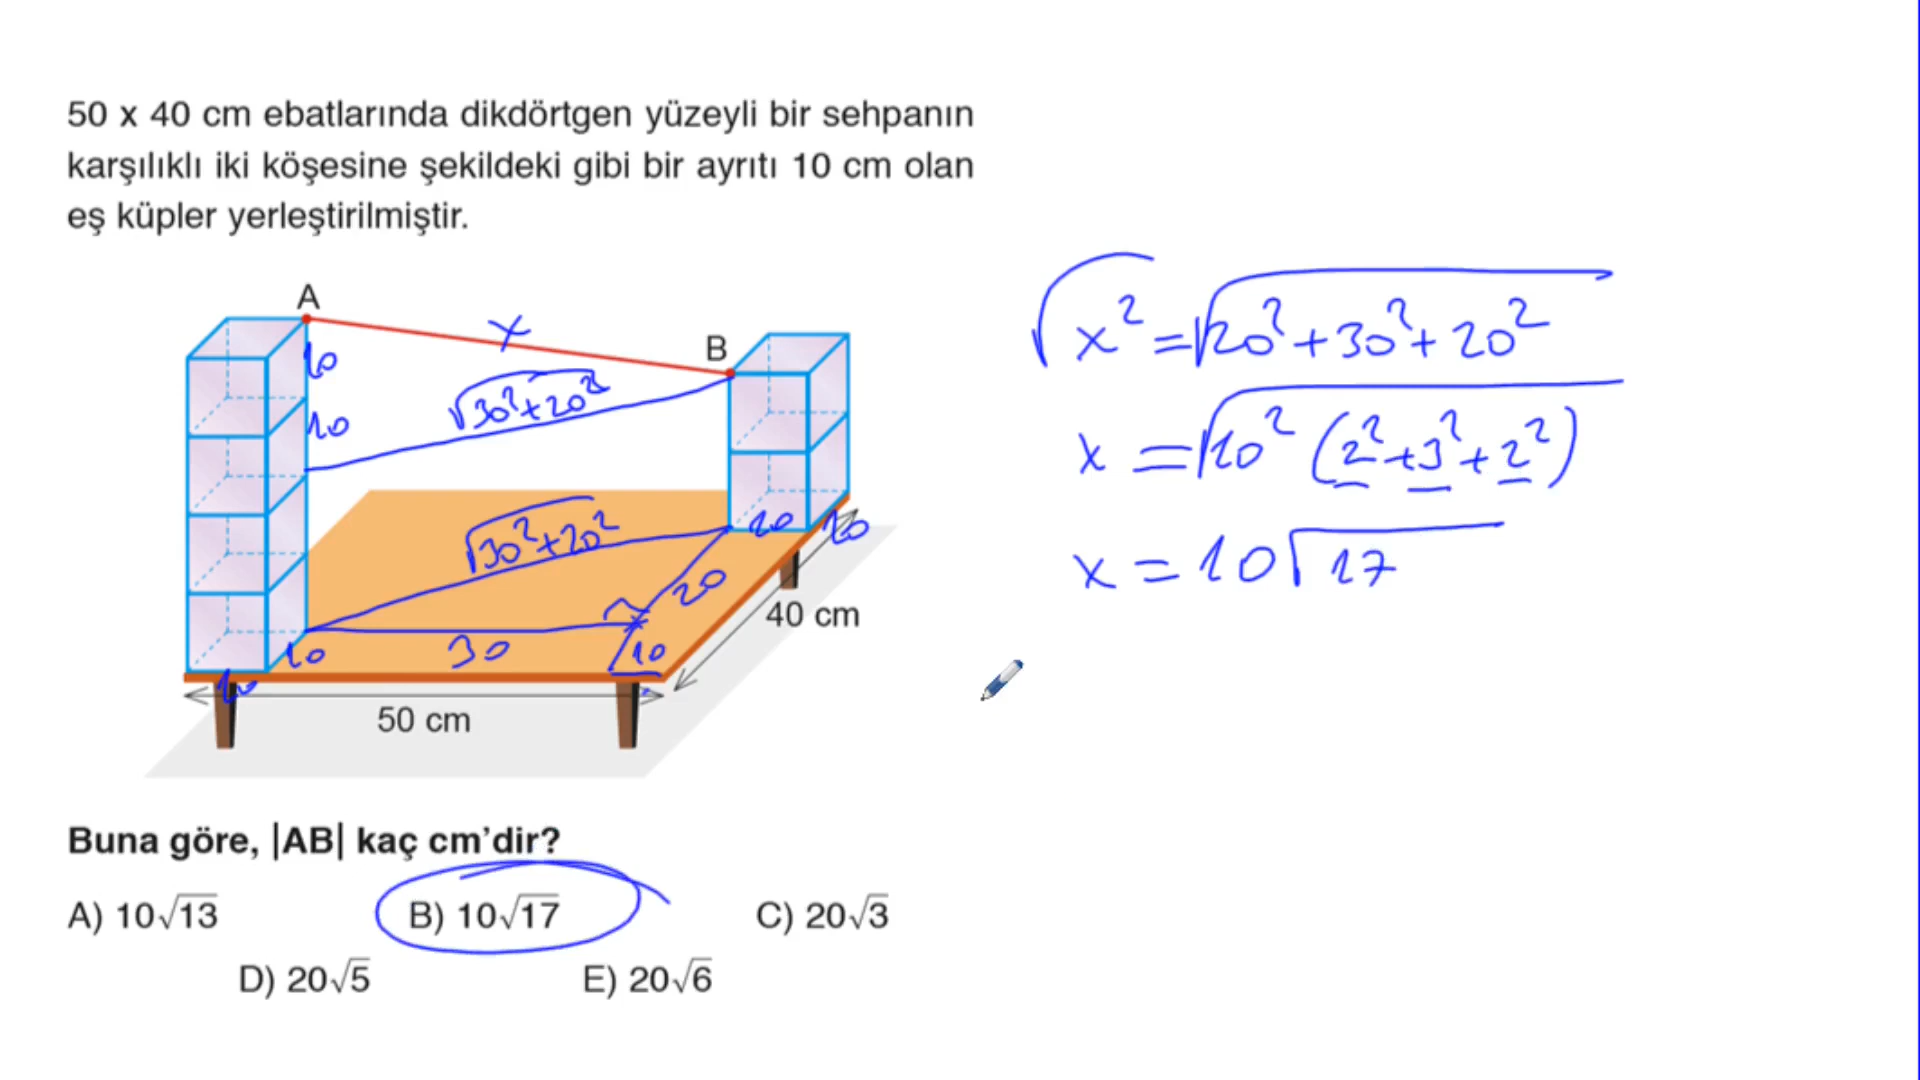 50 x 40 cm ebatlarında dikdörtgen yüzeyli bir sehpanın
karşılıklı iki köşesine şekildeki gibi bir ayrıtı 10 cm olan
eş küpler yerleştirilmiştir.
A
B
x
10
10
√30²+20²
√30²+20²
10
10
20
30
10
10
10
40 cm
50 cm
√x² = √20²+30²+20²
x = √10² (2²+3²+2²)
x = 10√17
Buna göre, |AB| kaç cm’dir?
A) 10√13 B) 10√17 C) 20√3
D) 20√5 E) 20√6